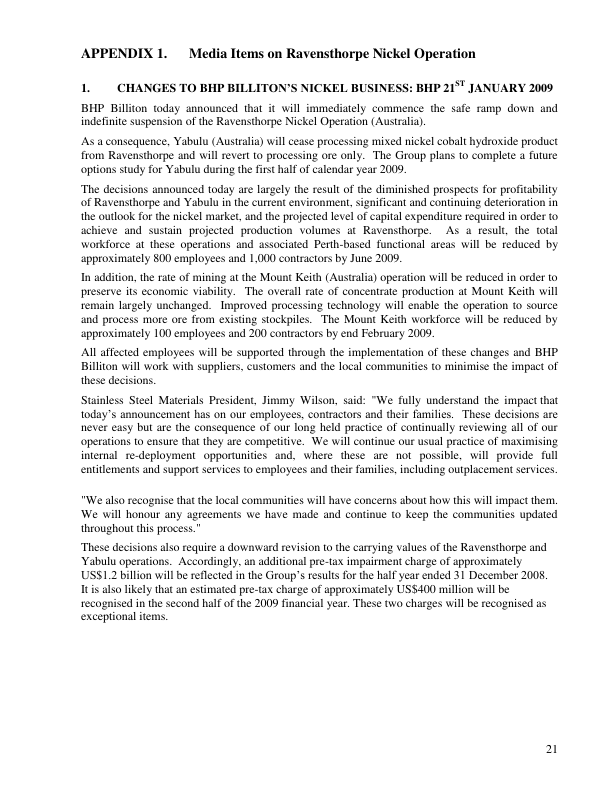 APPENDIX 1. Media Items on Ravensthorpe Nickel Operation
1. CHANGES TO BHP BILLITON'S NICKEL BUSINESS: BHP 21ST JANUARY 2009
BHP Billiton today announced that it will immediately commence the safe ramp down and
indefinite suspension of the Ravensthorpe Nickel Operation (Australia).
As a consequence, Yabulu (Australia) will cease processing mixed nickel cobalt hydroxide product
from Ravensthorpe and will revert to processing ore only. The Group plans to complete a future
options study for Yabulu during the first half of calendar year 2009.
The decisions announced today are largely the result of the diminished prospects for profitability
of Ravensthorpe and Yabulu in the current environment, significant and continuing deterioration in
the outlook for the nickel market, and the projected level of capital expenditure required in order to
achieve and sustain projected production volumes at Ravensthorpe. As a result, the total
workforce at these operations and associated Perth-based functional areas will be reduced by
approximately 800 employees and 1,000 contractors by June 2009.
In addition, the rate of mining at the Mount Keith (Australia) operation will be reduced in order to
preserve its economic viability. The overall rate of concentrate production at Mount Keith will
remain largely unchanged. Improved processing technology will enable the operation to source
and process more ore from existing stockpiles. The Mount Keith workforce will be reduced by
approximately 100 employees and 200 contractors by end February 2009.
All affected employees will be supported through the implementation of these changes and BHP
Billiton will work with suppliers, customers and the local communities to minimise the impact of
these decisions.
Stainless Steel Materials President, Jimmy Wilson, said: "We fully understand the impact that
today's announcement has on our employees, contractors and their families. These decisions are
never easy but are the consequence of our long held practice of continually reviewing all of our
operations to ensure that they are competitive. We will continue our usual practice of maximising
internal re-deployment opportunities and, where these are not possible, will provide full
entitlements and support services to employees and their families, including outplacement services.
"We also recognise that the local communities will have concerns about how this will impact them.
We will honour any agreements we have made and continue to keep the communities updated
throughout this process."
These decisions also require a downward revision to the carrying values of the Ravensthorpe and
Yabulu operations. Accordingly, an additional pre-tax impairment charge of approximately
US$1.2 billion will be reflected in the Group's results for the half year ended 31 December 2008.
It is also likely that an estimated pre-tax charge of approximately US$400 million will be
recognised in the second half of the 2009 financial year. These two charges will be recognised as
exceptional items.
21